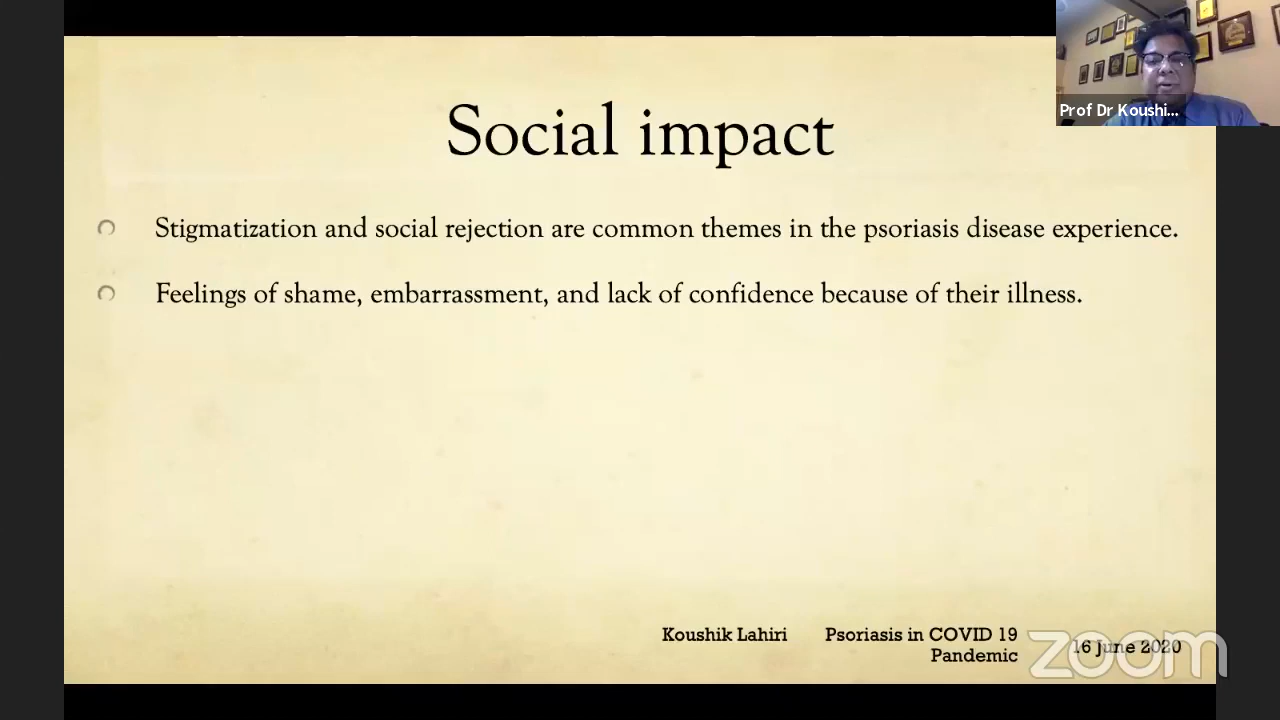 Prof Dr Koushi...
Social impact
Stigmatization and social rejection are common themes in the psoriasis disease experience.
Feelings of shame, embarrassment, and lack of confidence because of their illness.
Koushik Lahiri
Psoriasis in COVID 19
Pandemic
16 June 2020
zoom